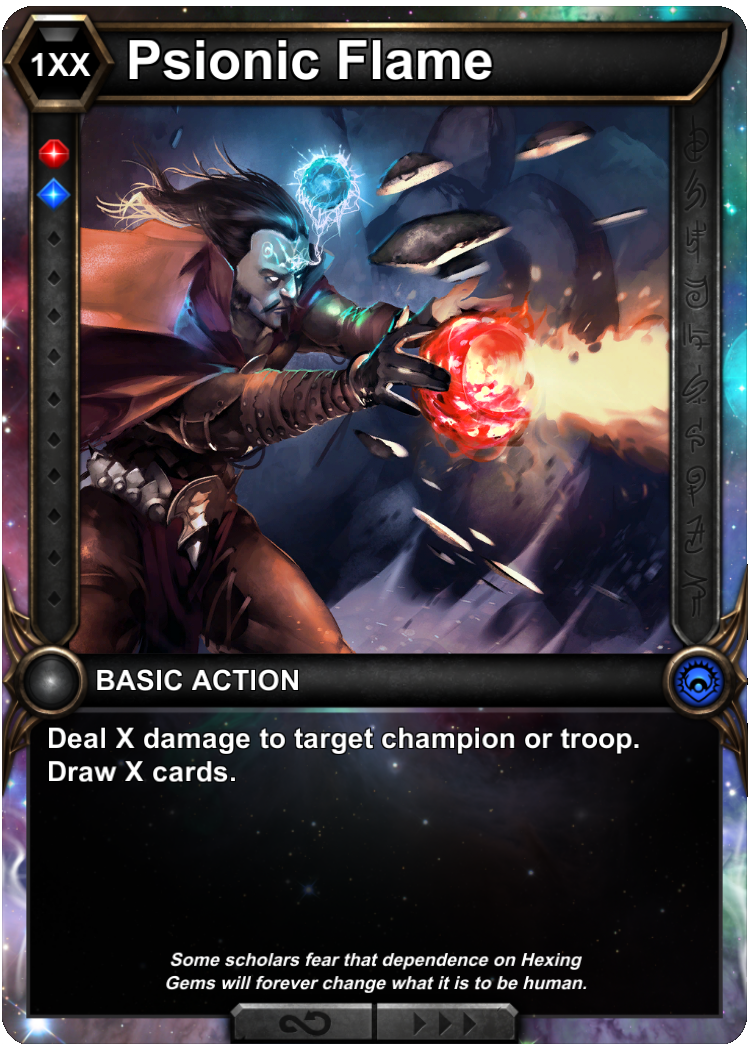 1XX
Psionic Flame
BASIC ACTION
Deal X damage to target champion or troop.
Draw X cards.
Some scholars fear that dependence on Hexing
Gems will forever change what it is to be human.